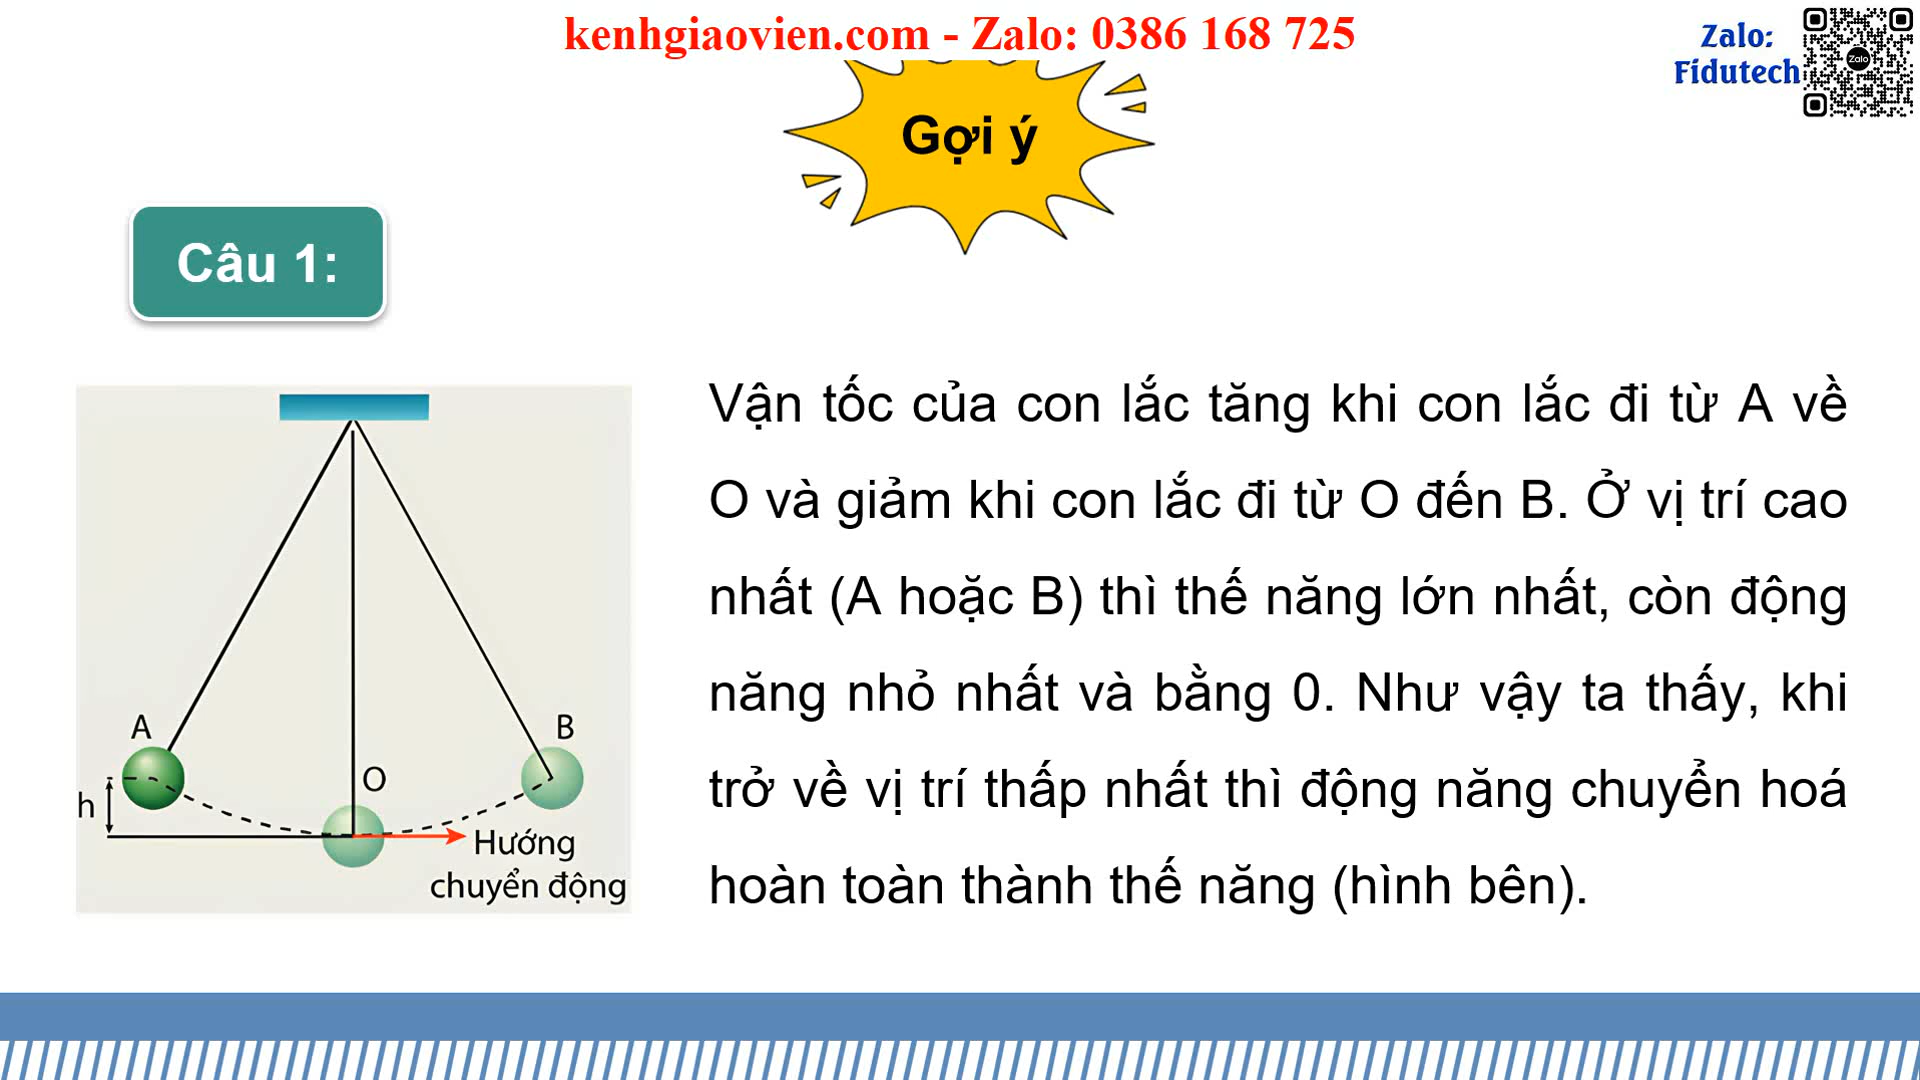 kenhgiaovien.com - Zalo: 0386 168 725
Zalo:
Fidutech
Zalo
Gợi ý
Câu 1:
Vận tốc của con lắc tăng khi con lắc đi từ A về
O và giảm khi con lắc đi từ O đến B. Ở vị trí cao
nhất (A hoặc B) thì thế năng lớn nhất, còn động
năng nhỏ nhất và bằng 0. Như vậy ta thấy, khi
trở về vị trí thấp nhất thì động năng chuyển hoá
hoàn toàn thành thế năng (hình bên).
A
B
O
h
Hướng
chuyển động